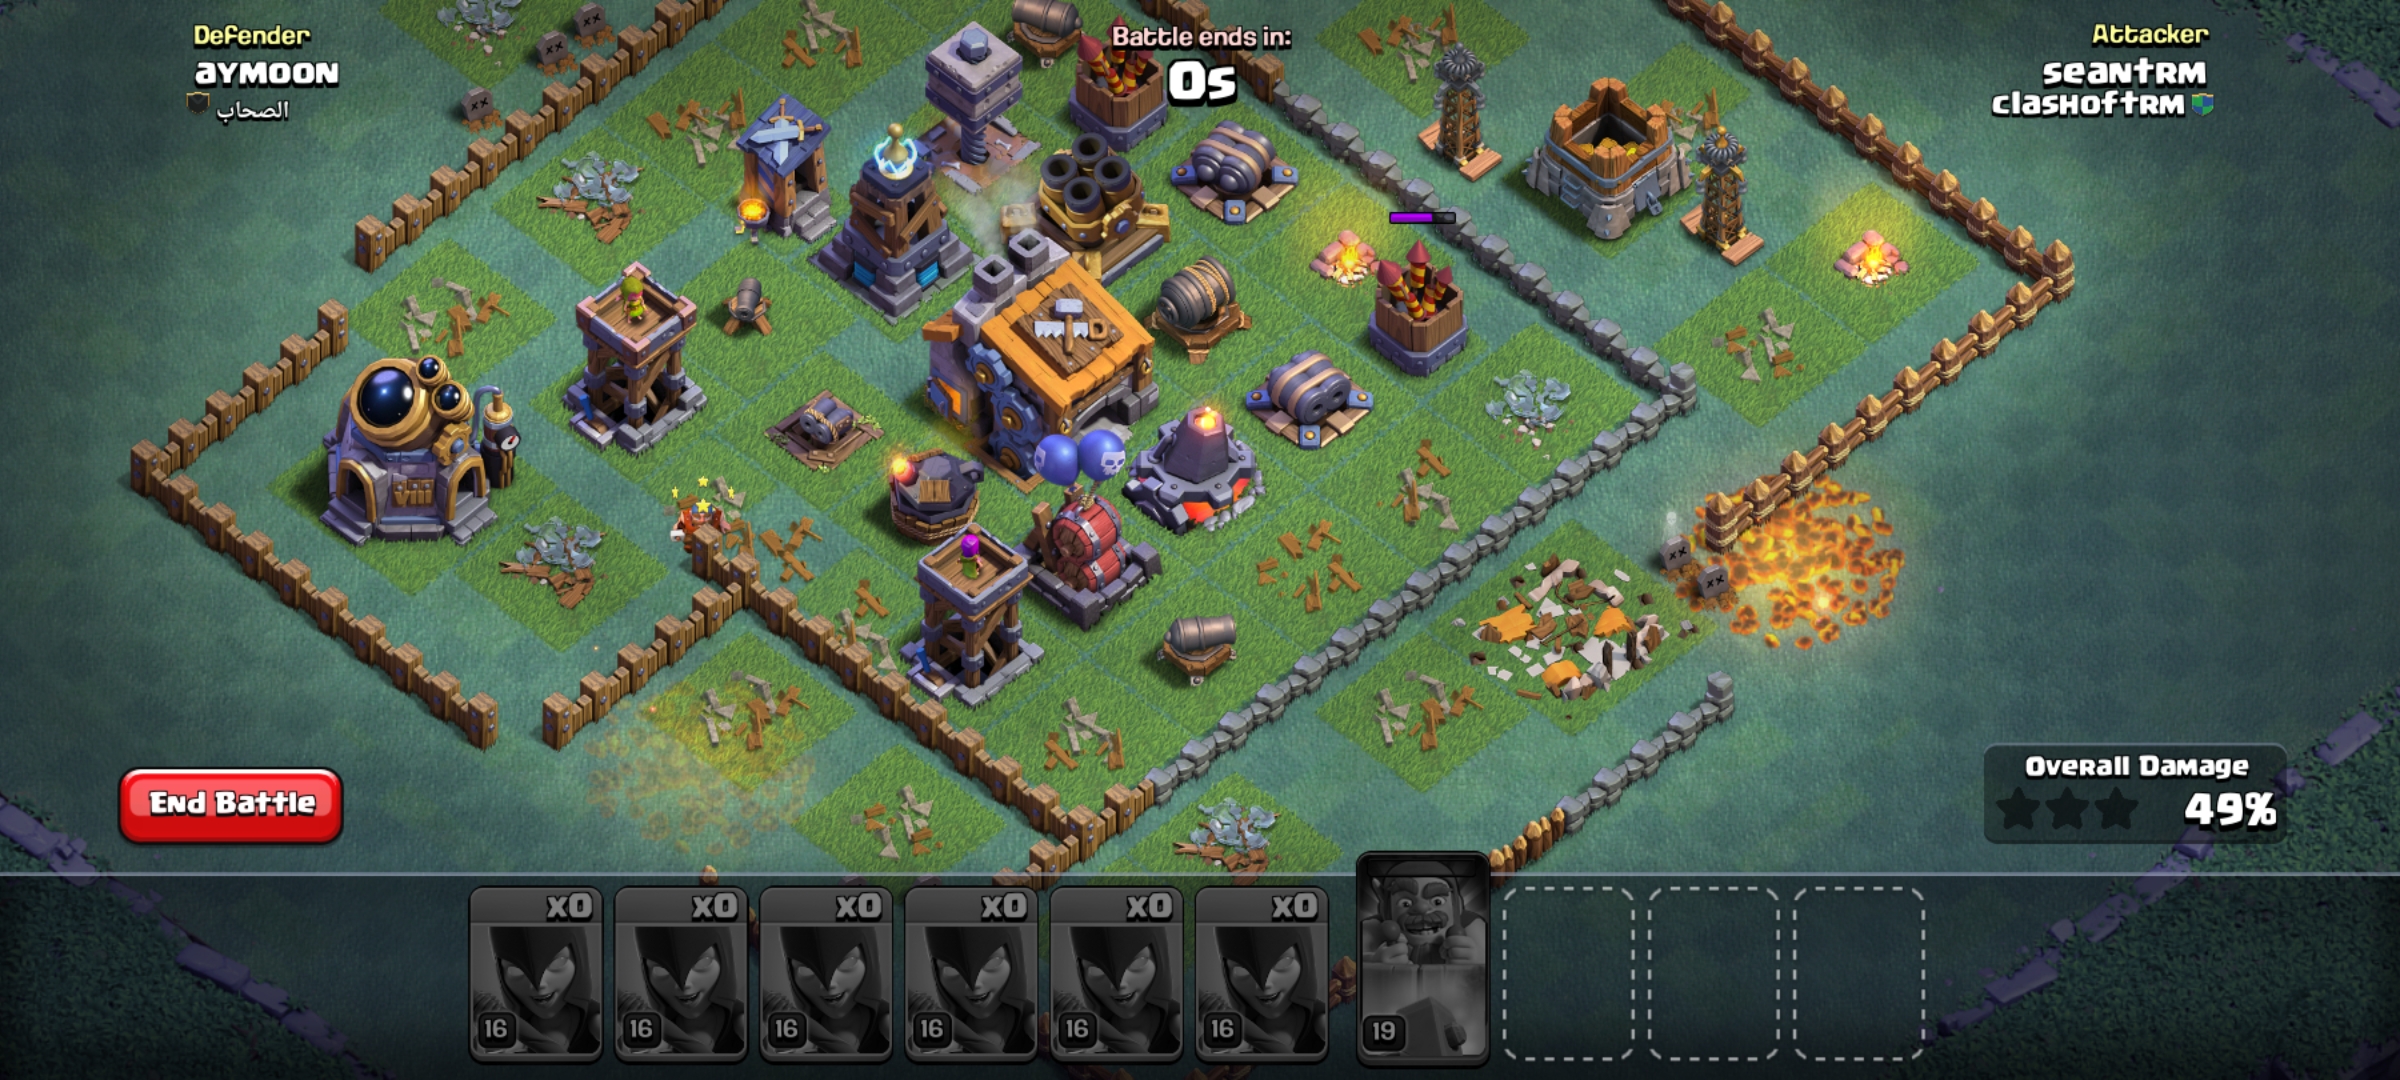 Defender
aymoon
الصحاب
Battle ends in:
0s
Attacker
seantrm
clashoftrm
VIII
End Battle
Overall Damage
49%
x0
x0
x0
x0
x0
x0
16
16
16
16
16
16
19